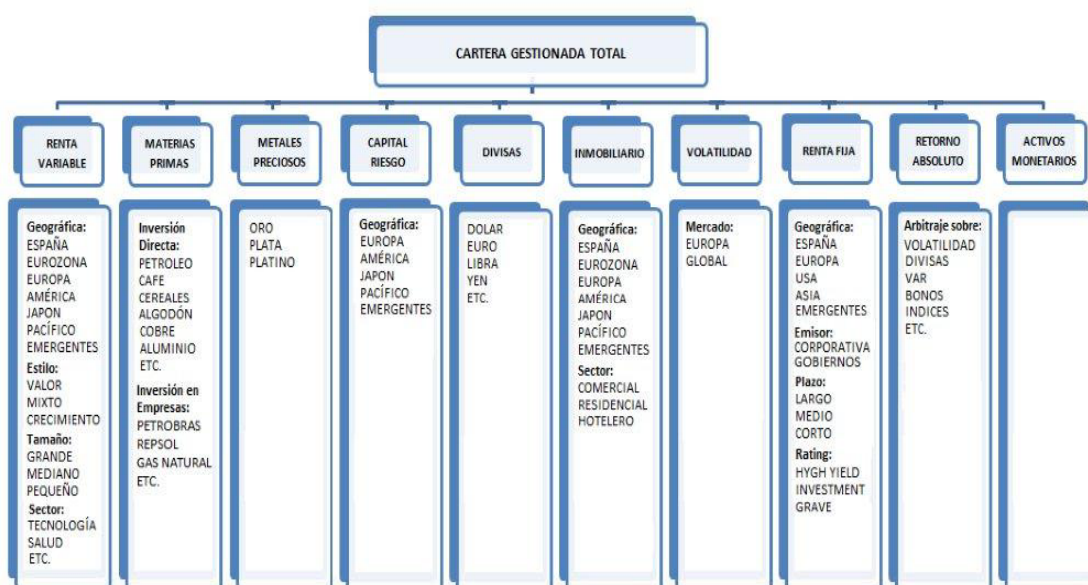 CARTERA GESTIONADA TOTAL
RENTA
VARIABLE
MATERIAS
PRIMAS
METALES
PRECIOSOS
CAPITAL
RIESGO
DIVISAS
INMOBILIARIO
VOLATILIDAD
RENTA FIJA
RETORNO
ABSOLUTO
ACTIVOS
MONETARIOS
Geográfica:
ESPAÑA
EUROZONA
EUROPA
AMÉRICA
JAPON
PACÍFICO
EMERGENTES
Estilo:
VALOR
MIXTO
CRECIMIENTO
Tamaño:
GRANDE
MEDIANO
PEQUEÑO
Sector:
TECNOLOGÍA
SALUD
ETC.
Inversión
Directa:
PETROLEO
CAFE
CEREALES
ALGODÓN
COBRE
ALUMINIO
ETC.
Inversión en
Empresas:
PETROBRAS
REPSOL
GAS NATURAL
ETC.
ORO
PLATA
PLATINO
Geográfica:
EUROPA
AMÉRICA
JAPON
PACÍFICO
EMERGENTES
DOLAR
EURO
LIBRA
YEN
ETC.
Geográfica:
ESPAÑA
EUROZONA
EUROPA
AMÉRICA
JAPON
PACÍFICO
EMERGENTES
Sector:
COMERCIAL
RESIDENCIAL
HOTELERO
Mercado:
EUROPA
GLOBAL
Geográfica:
ESPAÑA
EUROPA
USA
ASIA
EMERGENTES
Emisor:
CORPORATIVA
GOBIERNOS
Plazo:
LARGO
MEDIO
CORTO
Rating:
HYGH YIELD
INVESTMENT
GRAVE
Arbitraje sobre:
VOLATILIDAD
DIVISAS
VAR
BONOS
INDICES
ETC.